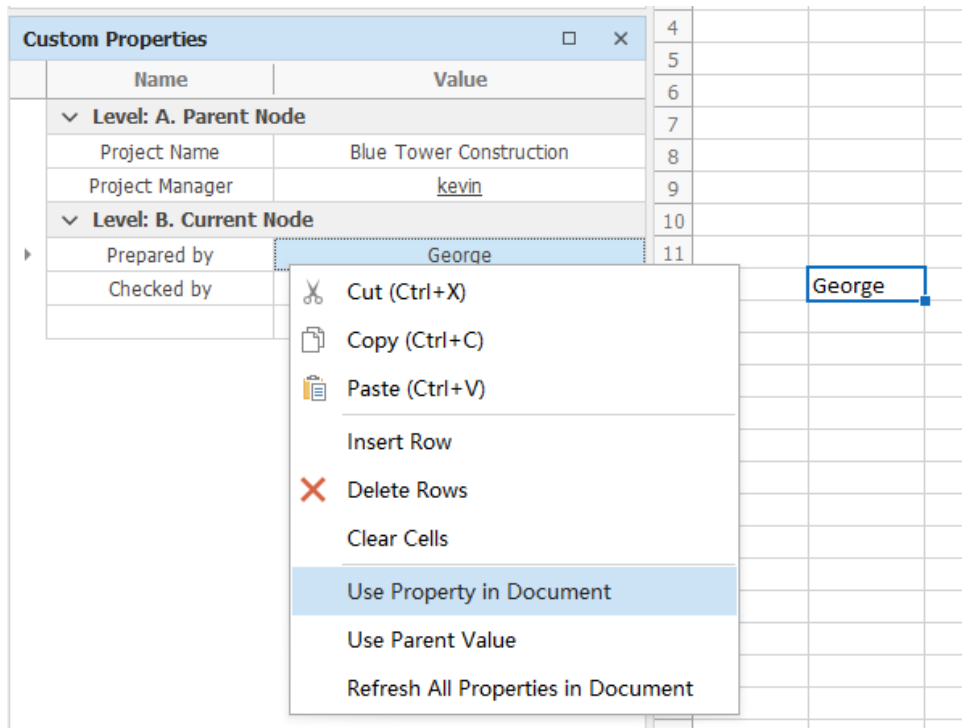 Custom Properties
Name Value
Level: A. Parent Node
Project Name Blue Tower Construction
Project Manager kevin
Level: B. Current Node
Prepared by George
Checked by
Cut (Ctrl+X)
Copy (Ctrl+C)
Paste (Ctrl+V)
Insert Row
Delete Rows
Clear Cells
Use Property in Document
Use Parent Value
Refresh All Properties in Document
4
5
6
7
8
9
10
11
George